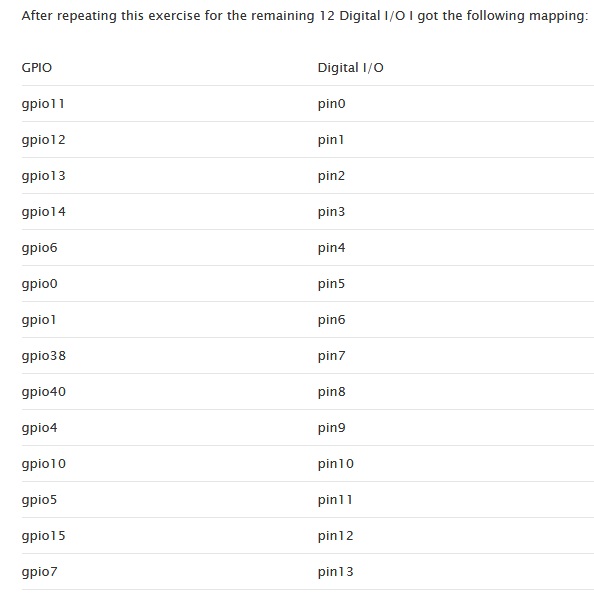 After repeating this exercise for the remaining 12 Digital I/O I got the following mapping:
GPIO Digital I/O
gpio11 pin0
gpio12 pin1
gpio13 pin2
gpio14 pin3
gpio6 pin4
gpio0 pin5
gpio1 pin6
gpio38 pin7
gpio40 pin8
gpio4 pin9
gpio10 pin10
gpio5 pin11
gpio15 pin12
gpio7 pin13